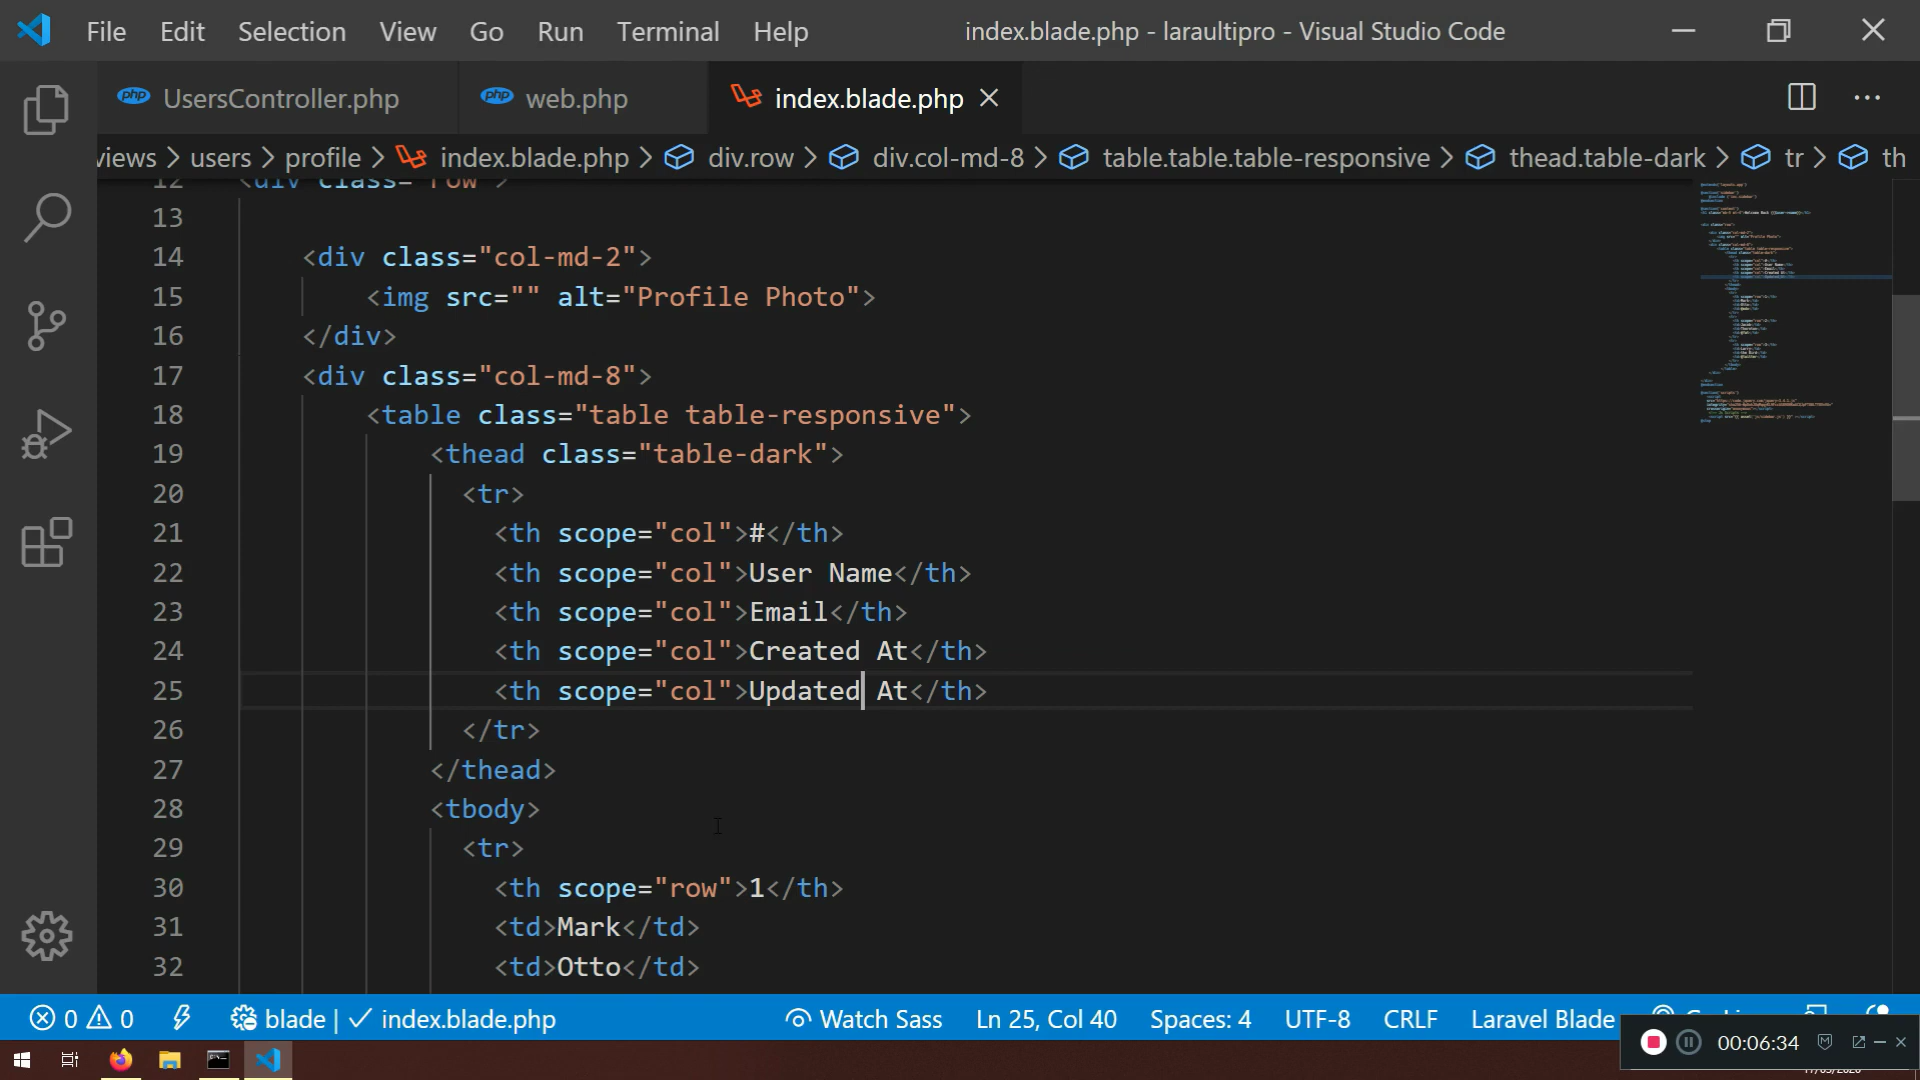 File Edit Selection View Go Run Terminal Help index.blade.php - laraultipro - Visual Studio Code
php UsersController.php php web.php index.blade.php
views > users > profile > index.blade.php > div.row > div.col-md-8 > table.table.table-responsive > thead.table-dark > tr > th
12 <div class="row">
13
14 <div class="col-md-2">
15 <img src="" alt="Profile Photo">
16 </div>
17 <div class="col-md-8">
18 <table class="table table-responsive">
19 <thead class="table-dark">
20 <tr>
21 <th scope="col">#</th>
22 <th scope="col">User Name</th>
23 <th scope="col">Email</th>
24 <th scope="col">Created At</th>
25 <th scope="col">Updated At</th>
26 </tr>
27 </thead>
28 <tbody>
29 <tr>
30 <th scope="row">1</th>
31 <td>Mark</td>
32 <td>Otto</td>
0 0 blade | index.blade.php Watch Sass Ln 25, Col 40 Spaces: 4 UTF-8 CRLF Laravel Blade
00:06:34